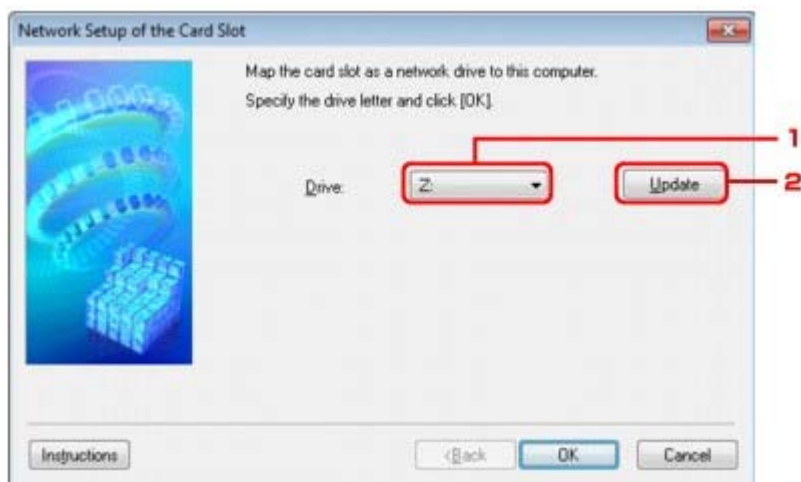 Network Setup of the Card Slot
Map the card slot as a network drive to this computer.
Specify the drive letter and click [OK].
1
Drive: Z: Update 2
Instructions <Back OK Cancel